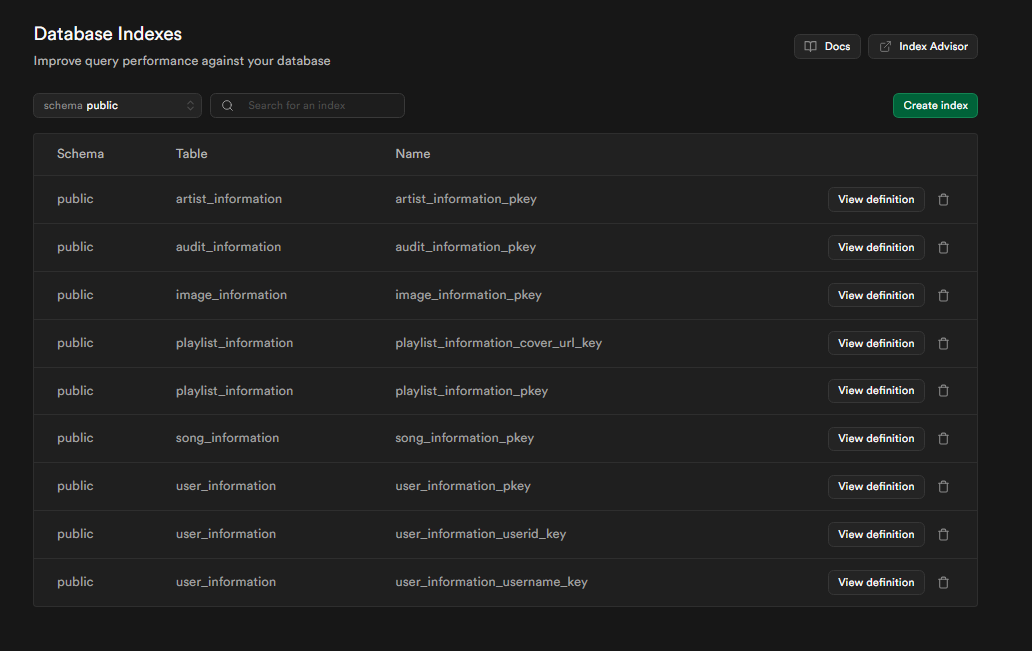 Database Indexes
Improve query performance against your database
Docs
Index Advisor
schema public
Search for an index
Create index
Schema Table Name
public artist_information artist_information_pkey View definition
public audit_information audit_information_pkey View definition
public image_information image_information_pkey View definition
public playlist_information playlist_information_cover_url_key View definition
public playlist_information playlist_information_pkey View definition
public song_information song_information_pkey View definition
public user_information user_information_pkey View definition
public user_information user_information_userid_key View definition
public user_information user_information_username_key View definition